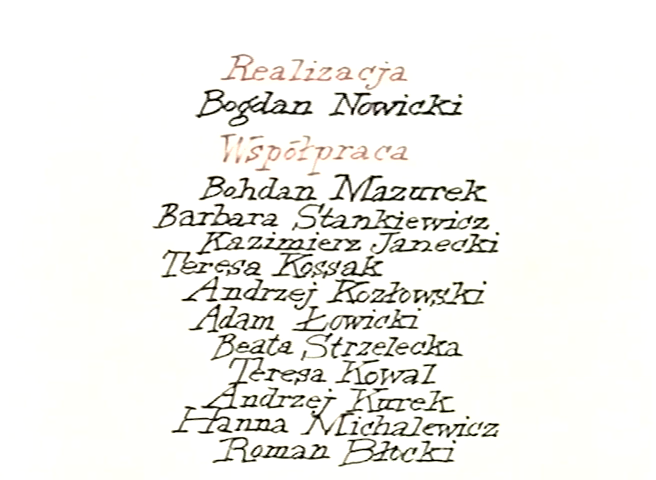 Realizacja
Bogdan Nowicki
Współpraca
Bohdan Mazurek
Barbara Stankiewicz
Kazimierz Janecki
Teresa Kossak
Andrzej Kozłowski
Adam Łowicki
Beata Strzelecka
Teresa Kowal
Andrzej Kurek
Hanna Michalewicz
Roman Błocki